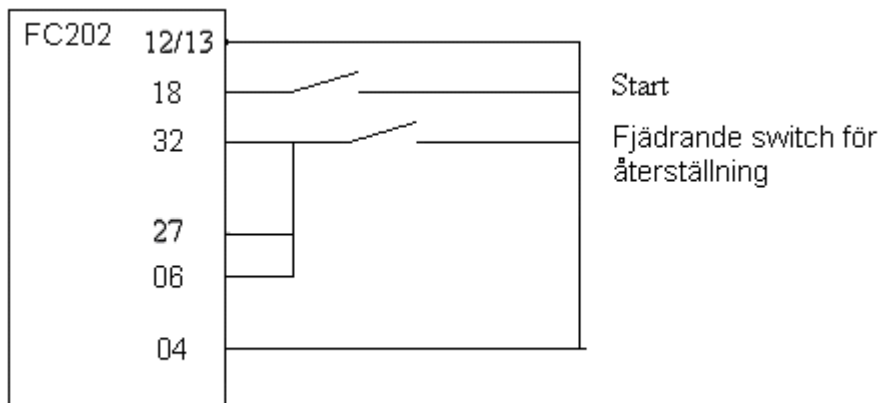 FC202 12/13
18 Start
32 Fjädrande switch för
återställning
27
06
04